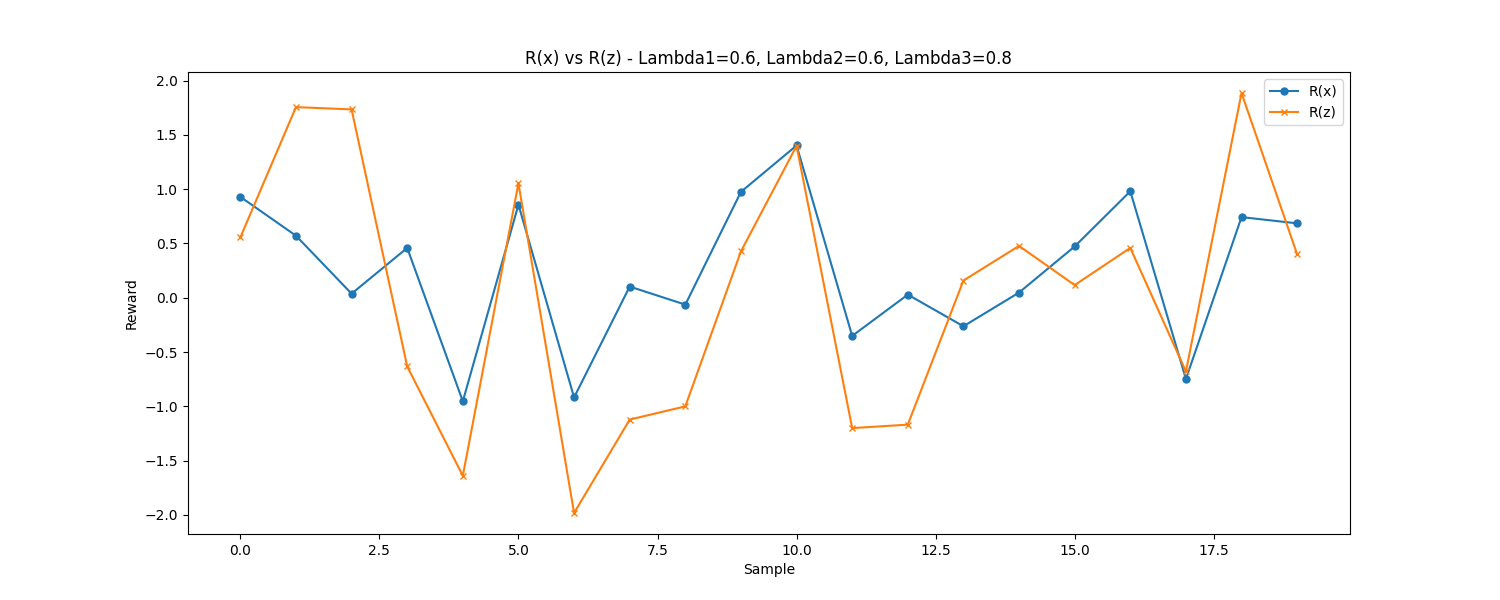 R(x) vs R(z) - Lambda1=0.6, Lambda2=0.6, Lambda3=0.8
R(x)
R(z)
Reward
2.0
1.5
1.0
0.5
0.0
−0.5
−1.0
−1.5
−2.0
0.0 2.5 5.0 7.5 10.0 12.5 15.0 17.5
Sample